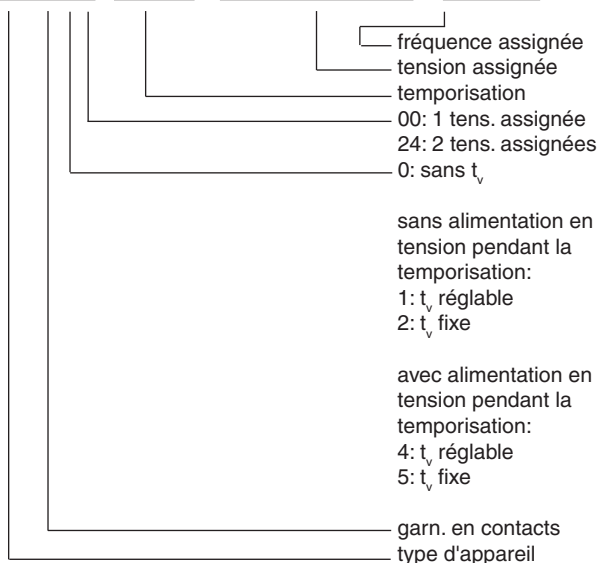 fréquence assignée
tension assignée
temporisation
00: 1 tens. assignée
24: 2 tens. assignées
0: sans tv
sans alimentation en
tension pendant la
temporisation:
1: tv réglable
2: tv fixe
avec alimentation en
tension pendant la
temporisation:
4: tv réglable
5: tv fixe
garn. en contacts
type d'appareil